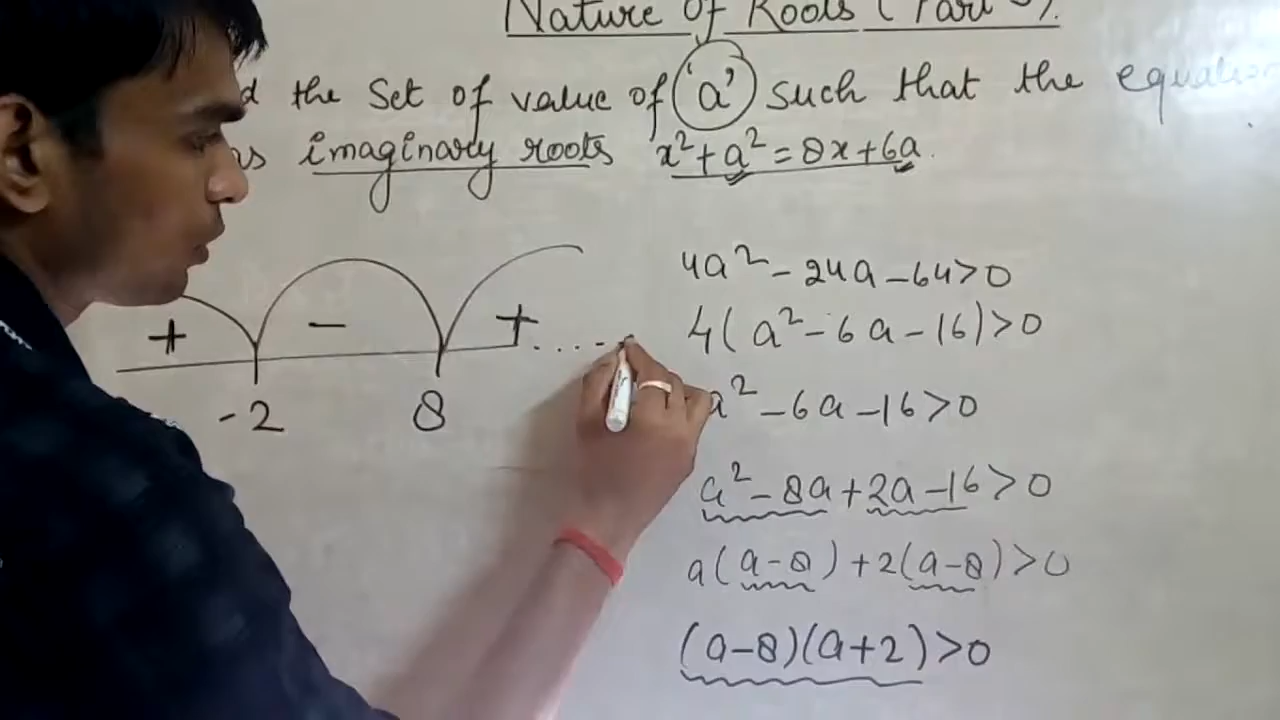 Nature of Roots (Part
the set of value of 'a' such that the equation
imaginary roots x²+a²=8x+6a.
+ - + .....
-2 8
4a²-24a-64>0
4(a²-6a-16)>0
a²-6a-16>0
a²-8a+2a-16>0
a(a-8)+2(a-8)>0
(a-8)(a+2)>0